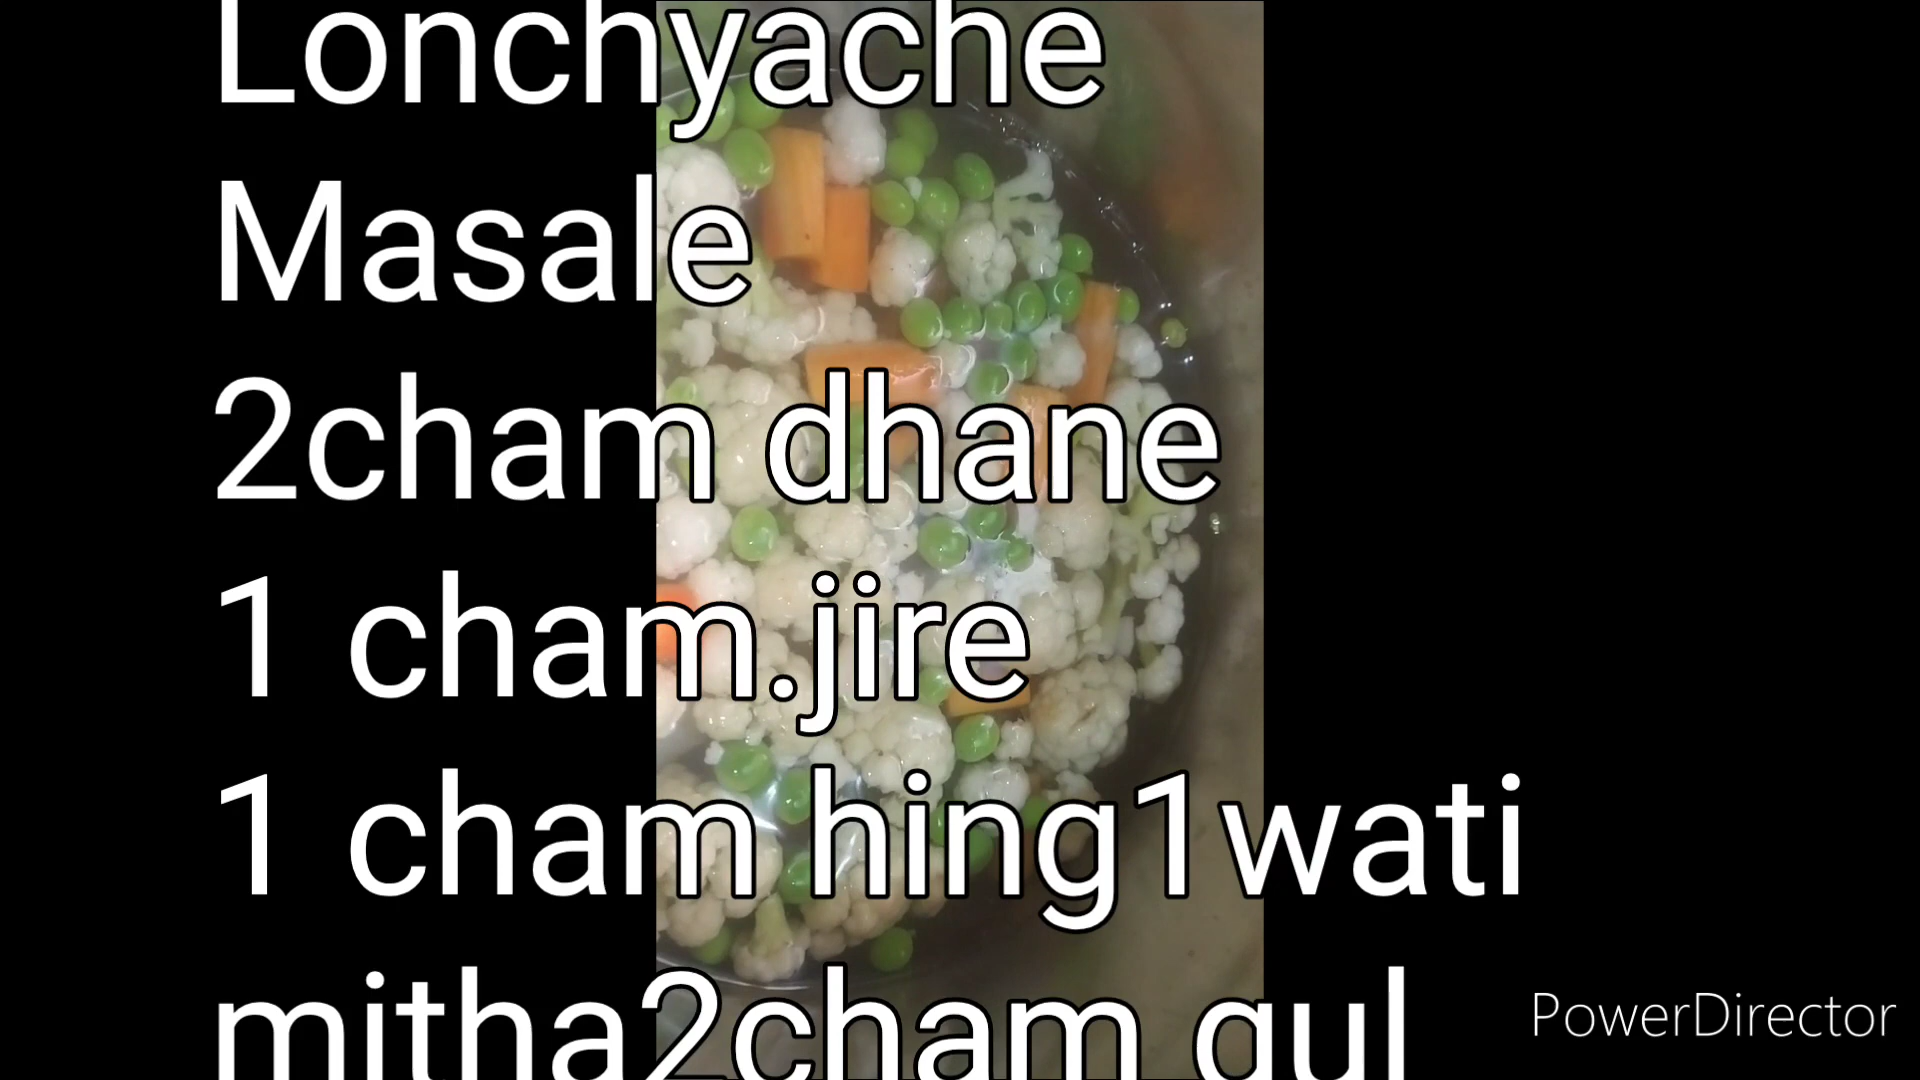 Lonchyache
Masale
2cham dhane
1 cham.jire
1 cham hing1wati
mitha2cham gul
PowerDirector